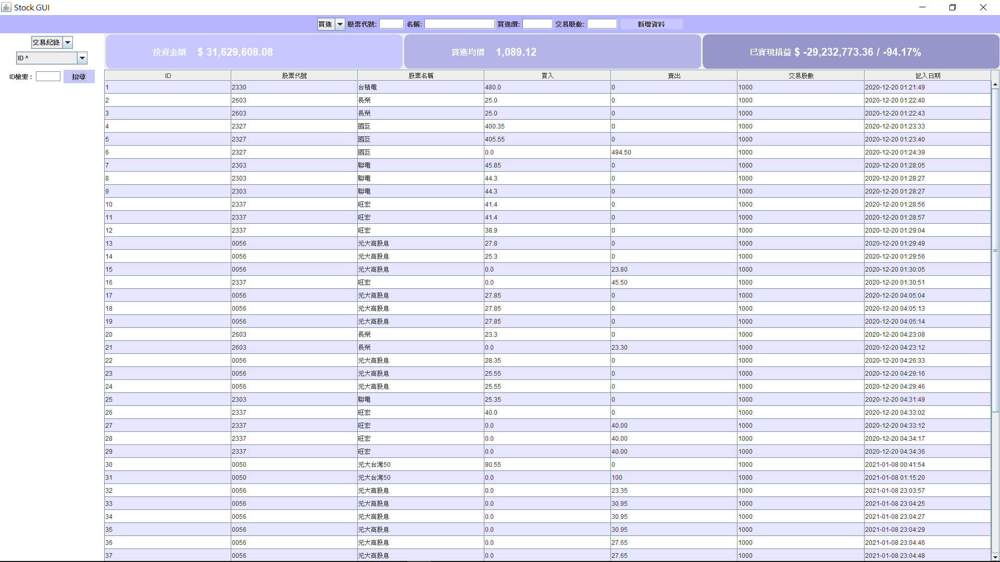 Stock GUI
買進 股票代號: 名稱: 買進價: 交易股數: 新增資料
交易紀錄
ID ^
ID檢索 : 搜尋
投資金額 $ 31,629,608.08 買進均價 1,089.12 已實現損益 $ -29,232,773.36 / -94.17%
ID 股票代號 股票名稱 買入 賣出 交易股數 記入日期
1 2330 台積電 480.0 0 1000 2020-12-20 01:21:49
2 2603 長榮 25.0 0 1000 2020-12-20 01:22:40
3 2603 長榮 25.0 0 1000 2020-12-20 01:22:43
4 2327 國巨 400.35 0 1000 2020-12-20 01:23:33
5 2327 國巨 405.55 0 1000 2020-12-20 01:23:40
6 2327 國巨 0.0 494.50 1000 2020-12-20 01:24:39
7 2303 聯電 45.85 0 1000 2020-12-20 01:28:05
8 2303 聯電 44.3 0 1000 2020-12-20 01:28:27
9 2303 聯電 44.3 0 1000 2020-12-20 01:28:27
10 2337 旺宏 41.4 0 1000 2020-12-20 01:28:56
11 2337 旺宏 41.4 0 1000 2020-12-20 01:28:57
12 2337 旺宏 38.9 0 1000 2020-12-20 01:29:04
13 0056 元大高股息 27.8 0 1000 2020-12-20 01:29:49
14 0056 元大高股息 25.3 0 1000 2020-12-20 01:29:56
15 0056 元大高股息 0.0 23.80 1000 2020-12-20 01:30:05
16 2337 旺宏 0.0 45.50 1000 2020-12-20 01:30:51
17 0056 元大高股息 27.85 0 1000 2020-12-20 04:05:04
18 0056 元大高股息 27.85 0 1000 2020-12-20 04:05:13
19 0056 元大高股息 27.85 0 1000 2020-12-20 04:05:14
20 2603 長榮 23.3 0 1000 2020-12-20 04:23:08
21 2603 長榮 0.0 23.30 1000 2020-12-20 04:23:12
22 0056 元大高股息 28.35 0 1000 2020-12-20 04:26:33
23 0056 元大高股息 25.55 0 1000 2020-12-20 04:29:16
24 0056 元大高股息 25.55 0 1000 2020-12-20 04:29:46
25 2303 聯電 25.35 0 1000 2020-12-20 04:31:49
26 2337 旺宏 40.0 0 1000 2020-12-20 04:33:02
27 2337 旺宏 0.0 40.00 1000 2020-12-20 04:33:12
28 2337 旺宏 0.0 40.00 1000 2020-12-20 04:34:17
29 2337 旺宏 0.0 40.00 1000 2020-12-20 04:34:36
30 0050 元大台灣50 90.55 0 1000 2021-01-08 00:41:54
31 0050 元大台灣50 0.0 100 1000 2021-01-08 01:15:20
32 0056 元大高股息 0.0 23.35 1000 2021-01-08 23:03:57
33 0056 元大高股息 0.0 30.95 1000 2021-01-08 23:04:25
34 0056 元大高股息 0.0 30.95 1000 2021-01-08 23:04:27
35 0056 元大高股息 0.0 30.95 1000 2021-01-08 23:04:29
36 0056 元大高股息 0.0 27.65 1000 2021-01-08 23:04:46
37 0056 元大高股息 0.0 27.65 1000 2021-01-08 23:04:48